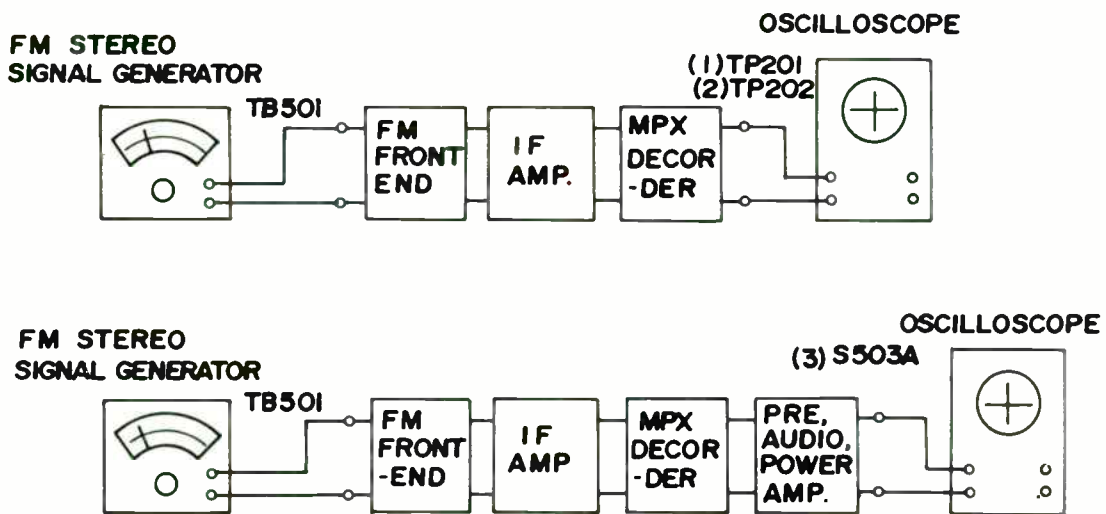 FM STEREO
SIGNAL GENERATOR
TB501
FM
FRONT
END
IF
AMP.
MPX
DECOR
-DER
(1)TP201
(2)TP202
OSCILLOSCOPE
FM STEREO
SIGNAL GENERATOR
TB501
FM
FRONT
-END
IF
AMP
MPX
DECOR
-DER
PRE,
AUDIO,
POWER
AMP.
(3) S503A
OSCILLOSCOPE